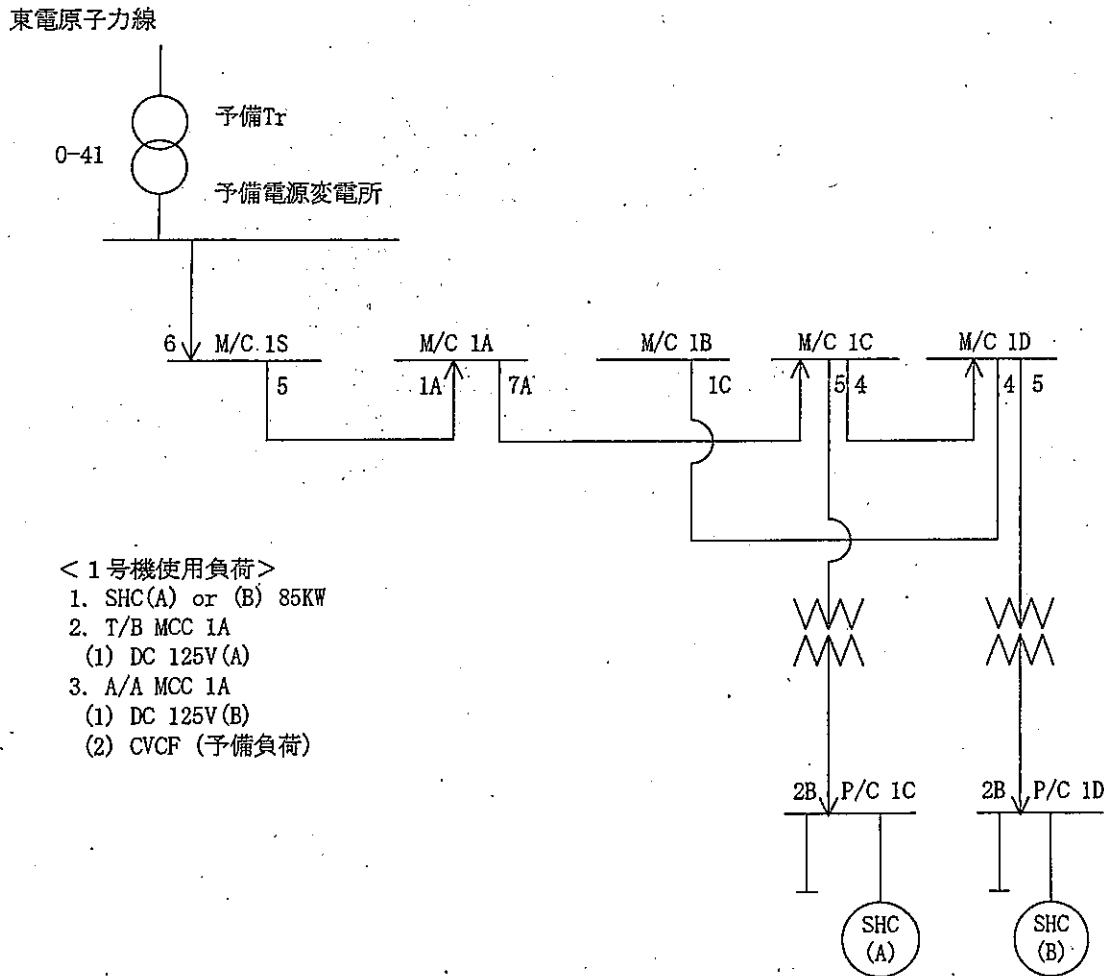 東電原子力線
予備Tr
0-41
予備電源変電所
6 M/C 1S
M/C 1A
M/C 1B
M/C 1C
M/C 1D
5
1A
7A
1C
5 4
4 5
<1号機使用負荷>
1. SHC(A) or (B) 85KW
2. T/B MCC 1A
(1) DC 125V(A)
3. A/A MCC 1A
(1) DC 125V(B)
(2) CVCF (予備負荷)
2B P/C 1C
2B P/C 1D
SHC
(A)
SHC
(B)